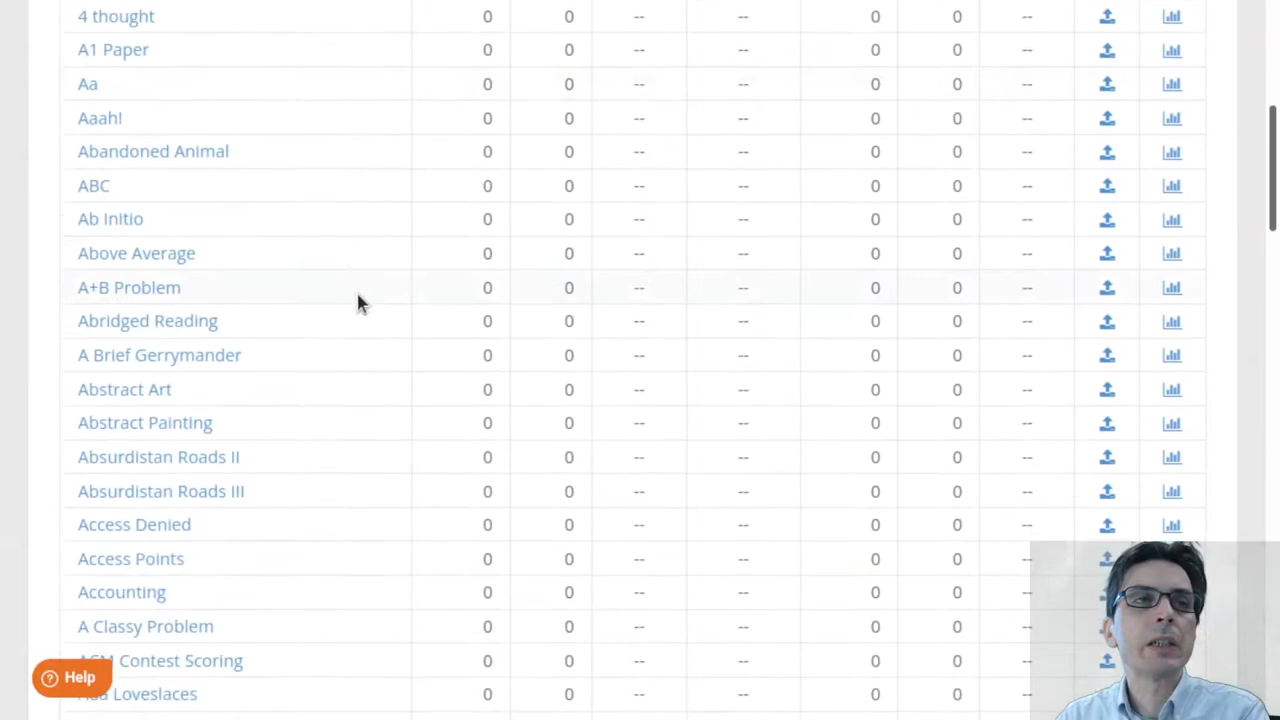 4 thought 0 0 -- -- 0 0 --
A1 Paper 0 0 -- -- 0 0 --
Aa 0 0 -- -- 0 0 --
Aaah! 0 0 -- -- 0 0 --
Abandoned Animal 0 0 -- -- 0 0 --
ABC 0 0 -- -- 0 0 --
Ab Initio 0 0 -- -- 0 0 --
Above Average 0 0 -- -- 0 0 --
A+B Problem 0 0 -- -- 0 0 --
Abridged Reading 0 0 -- -- 0 0 --
A Brief Gerrymander 0 0 -- -- 0 0 --
Abstract Art 0 0 -- -- 0 0 --
Abstract Painting 0 0 -- -- 0 0 --
Absurdistan Roads II 0 0 -- -- 0 0 --
Absurdistan Roads III 0 0 -- -- 0 0 --
Access Denied 0 0 -- -- 0 0 --
Access Points 0 0 -- -- 0 0 --
Accounting 0 0 -- -- 0 0 --
A Classy Problem 0 0 -- -- 0 0 --
Contest Scoring 0 0 -- -- 0 0 --
Help
Loveslaces 0 0 -- -- 0 0 --